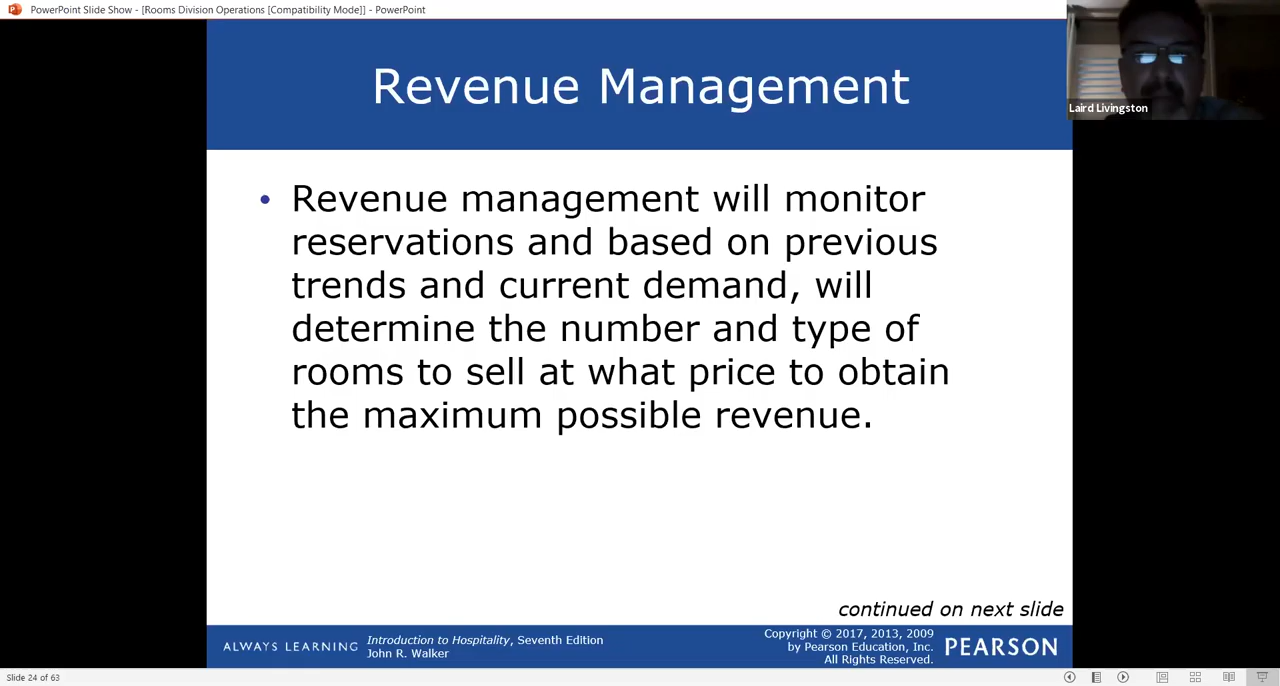 PowerPoint Slide Show - [Rooms Division Operations [Compatibility Mode]] - PowerPoint
Laird Livingston
Revenue Management
• Revenue management will monitor
reservations and based on previous
trends and current demand, will
determine the number and type of
rooms to sell at what price to obtain
the maximum possible revenue.
continued on next slide
ALWAYS LEARNING
Introduction to Hospitality, Seventh Edition
John R. Walker
Copyright © 2017, 2013, 2009
by Pearson Education, Inc.
All Rights Reserved.
PEARSON
Slide 24 of 63